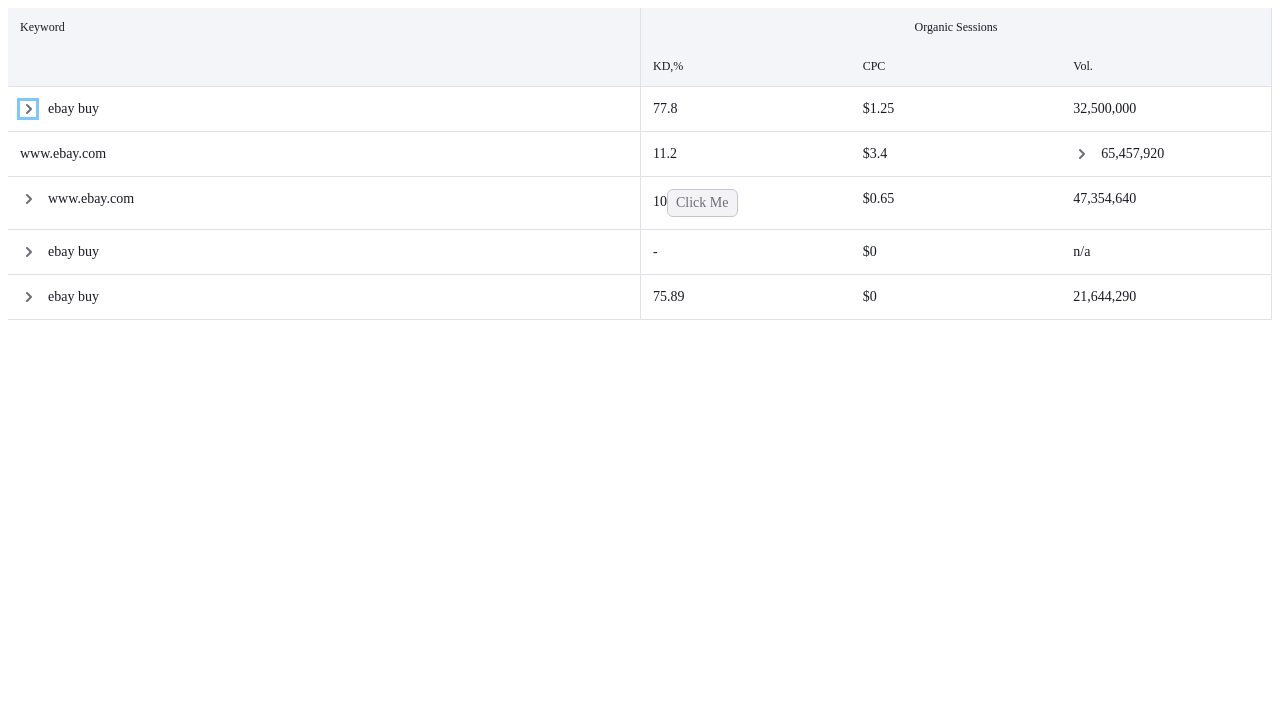 Keyword
Organic Sessions
KD,%
CPC
Vol.
ebay buy
77.8
$1.25
32,500,000
www.ebay.com
11.2
$3.4
65,457,920
www.ebay.com
10
Click Me
$0.65
47,354,640
ebay buy
-
$0
n/a
ebay buy
75.89
$0
21,644,290